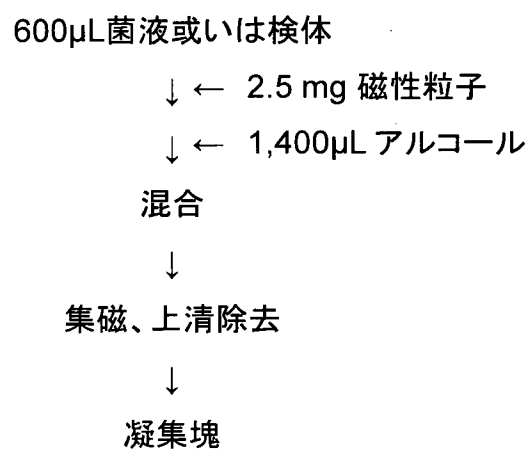 600µL菌液或いは検体
↓ ← 2.5 mg 磁性粒子
↓ ← 1,400µL アルコール
混合
↓
集磁、上清除去
↓
凝集塊